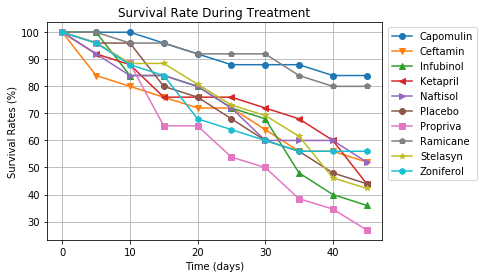 Survival Rate During Treatment
Survival Rates (%)
100
90
80
70
60
50
40
30
0
10
20
30
40
Time (days)
Capomulin
Ceftamin
Infubinol
Ketapril
Naftisol
Placebo
Propriva
Ramicane
Stelasyn
Zoniferol